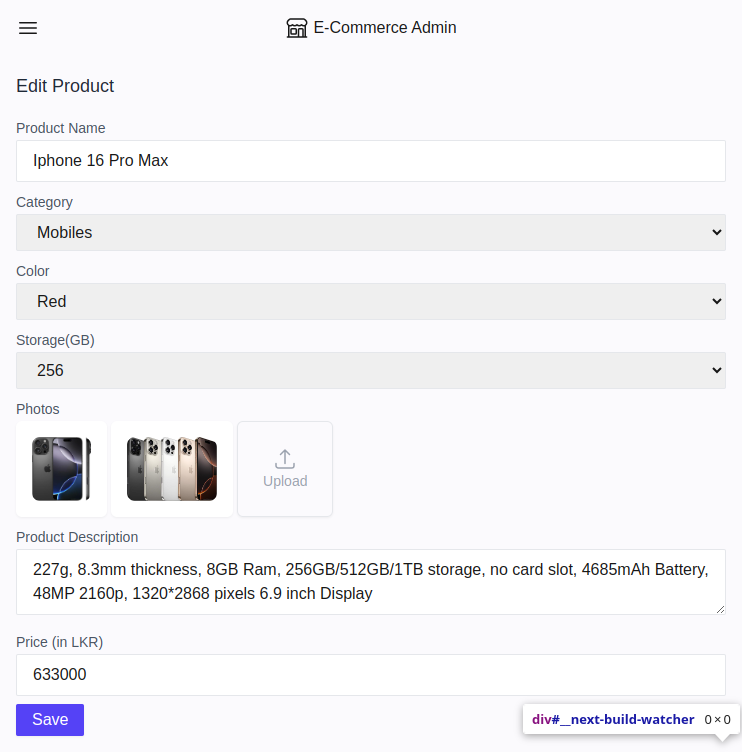 E-Commerce Admin
Edit Product
Product Name
Iphone 16 Pro Max
Category
Mobiles
Color
Red
Storage(GB)
256
Photos
Upload
Product Description
227g, 8.3mm thickness, 8GB Ram, 256GB/512GB/1TB storage, no card slot, 4685mAh Battery,
48MP 2160p, 1320*2868 pixels 6.9 inch Display
Price (in LKR)
633000
Save
div#__next-build-watcher 0×0